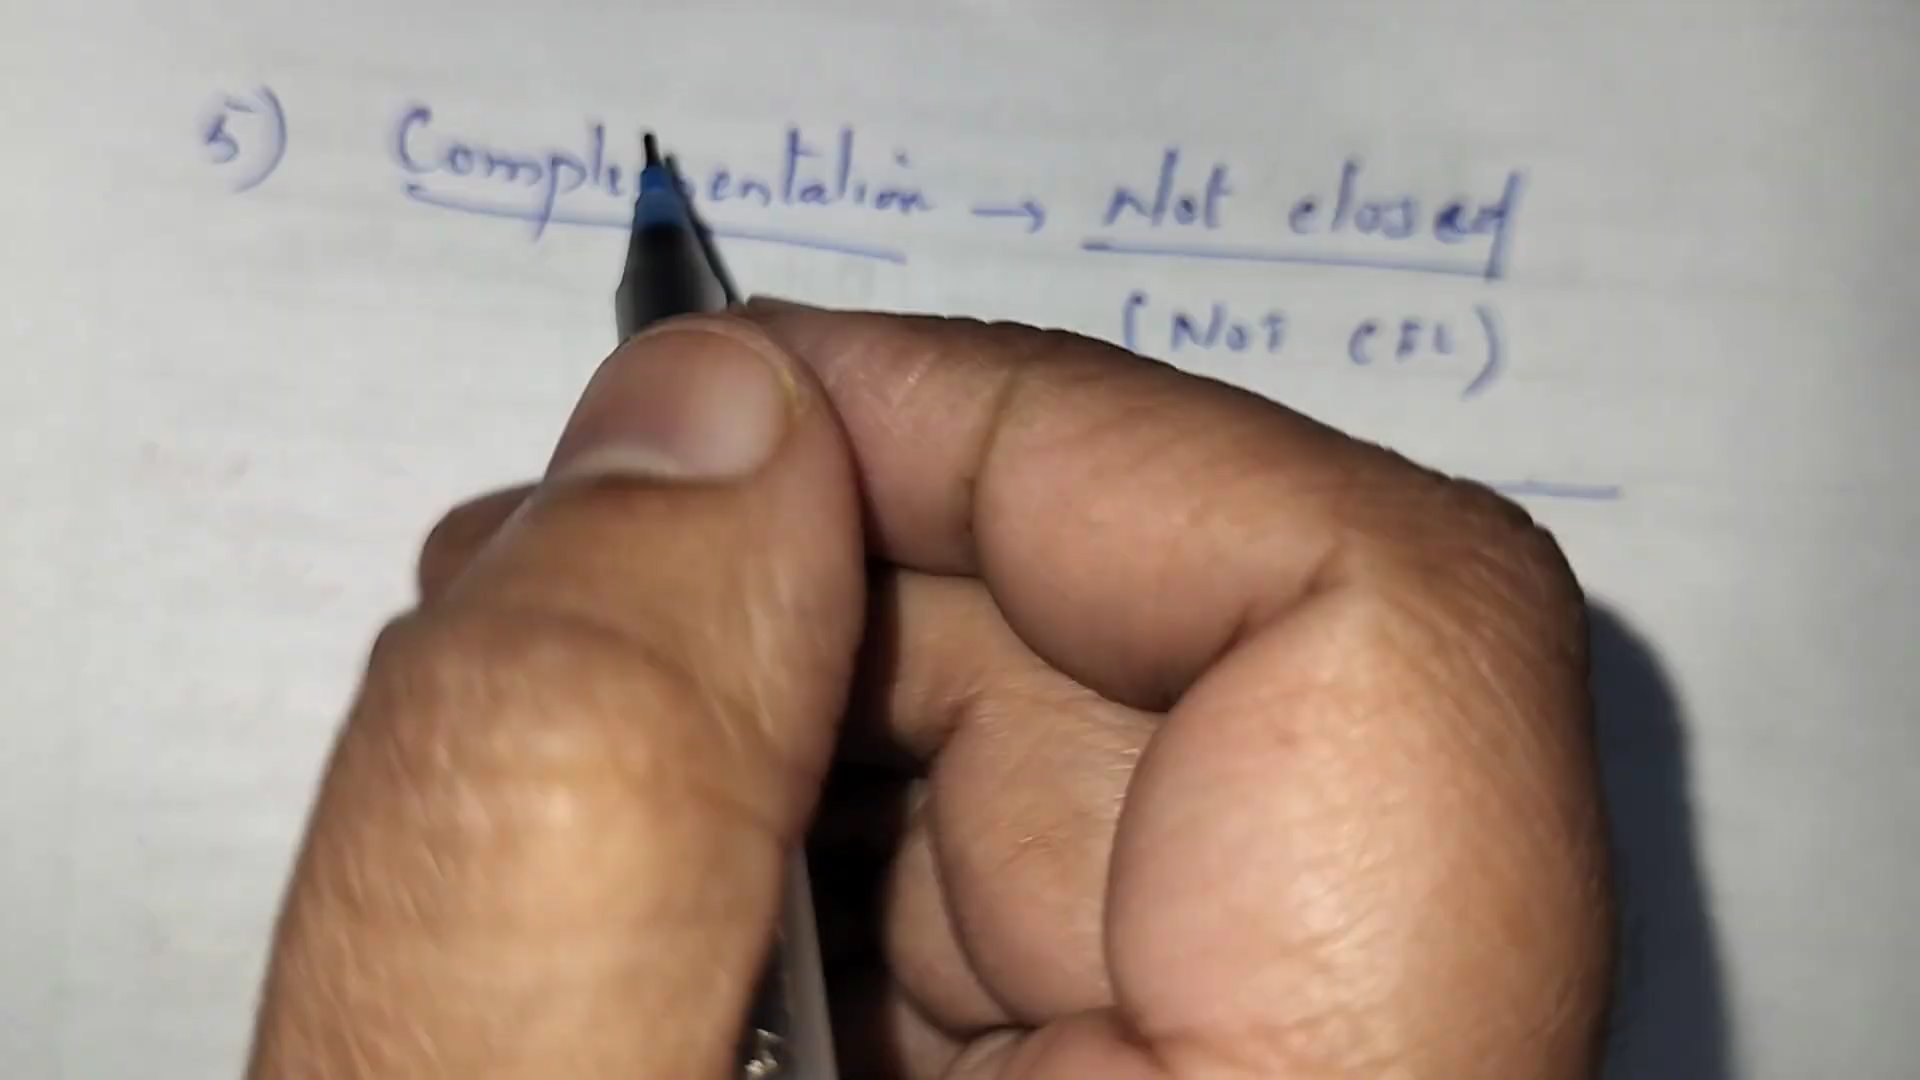 5) Complementation → Not closed
(Not CFL)